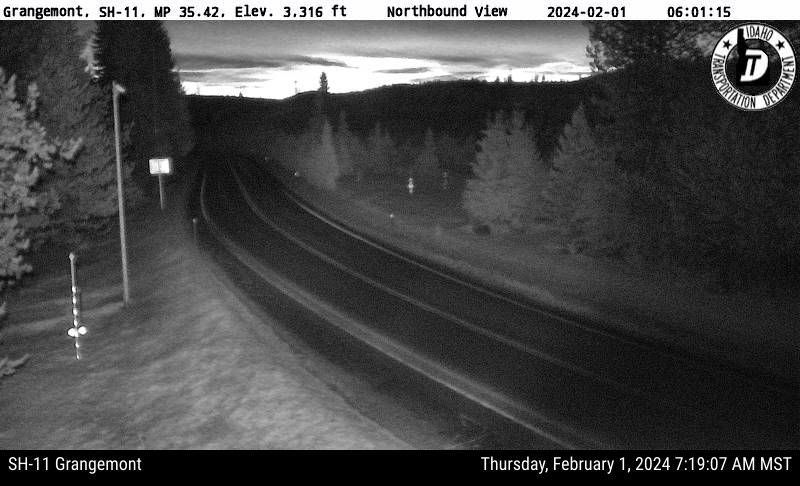 Grangemont, SH-11, MP 35.42, Elev. 3,316 ft Northbound View 2024-02-01 06:01:15
IDAHO
TRANSPORTATION DEPARTMENT
SH-11 Grangemont Thursday, February 1, 2024 7:19:07 AM MST